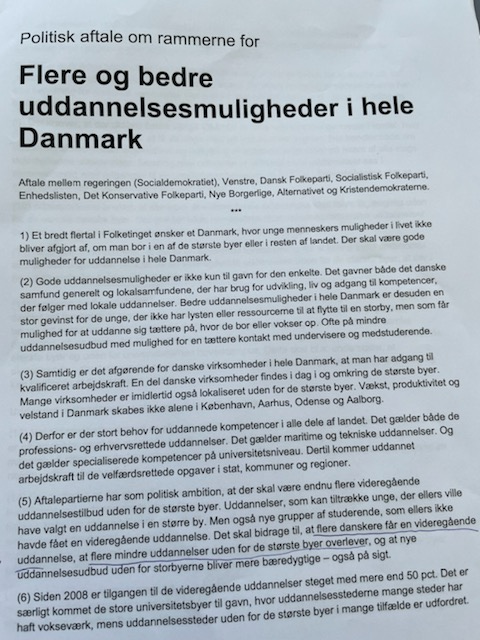 Politisk aftale om rammerne for
Flere og bedre
uddannelsesmuligheder i hele
Danmark
Aftale mellem regeringen (Socialdemokratiet), Venstre, Dansk Folkeparti, Socialistisk Folkeparti,
Enhedslisten, Det Konservative Folkeparti, Nye Borgerlige, Alternativet og Kristendemokraterne.
***
1) Et bredt flertal i Folketinget ønsker et Danmark, hvor unge menneskers muligheder i livet ikke
bliver afgjort af, om man bor i en af de største byer eller i resten af landet. Der skal være gode
muligheder for uddannelse i hele Danmark.
(2) Gode uddannelsesmuligheder er ikke kun til gavn for den enkelte. Det gavner både det danske
samfund generelt og lokalsamfundene, der har brug for udvikling, liv og adgang til kompetencer,
der følger med lokale uddannelser. Bedre uddannelsesmuligheder i hele Danmark er desuden en
stor gevinst for de unge, der ikke har lysten eller ressourcerne til at flytte til en storby, men som får
mulighed for at uddanne sig tættere på, hvor de bor eller vokser op. Ofte på mindre
uddannelsesudbud med mulighed for en tættere kontakt med undervisere og medstuderende.
(3) Samtidig er det afgørende for danske virksomheder i hele Danmark, at man har adgang til
kvalificeret arbejdskraft. En del danske virksomheder findes i dag i og omkring de største byer.
Mange virksomheder er imidlertid også lokaliseret uden for de største byer. Vækst, produktivitet og
velstand i Danmark skabes ikke alene i København, Aarhus, Odense og Aalborg.
(4) Derfor er der stort behov for uddannede kompetencer i alle dele af landet. Det gælder både de
professions- og erhvervsrettede uddannelser. Det gælder maritime og tekniske uddannelser. Og
det gælder specialiserede kompetencer på universitetsniveau. Dertil kommer uddannet
arbejdskraft til de velfærdsrettede opgaver i stat, kommuner og regioner.
(5) Aftalepartierne har som politisk ambition, at der skal være endnu flere videregående
uddannelsestilbud uden for de største byer. Uddannelser, som kan tiltrække unge, der ellers ville
have valgt en uddannelse i en større by. Men også nye grupper af studerende, som ellers ikke
havde fået en videregående uddannelse. Det skal bidrage til, at flere danskere får en videregående
uddannelse, at flere mindre uddannelser uden for de største byer overlever, og at nye
uddannelsesudbud uden for storbyerne bliver mere bæredygtige – også på sigt.
(6) Siden 2008 er tilgangen til de videregående uddannelser steget med mere end 50 pct. Det er
særligt kommet de store universitetsbyer til gavn, hvor uddannelsesstederne mange steder har
haft vokseværk, mens uddannelsessteder uden for de største byer i mange tilfælde er udfordret.